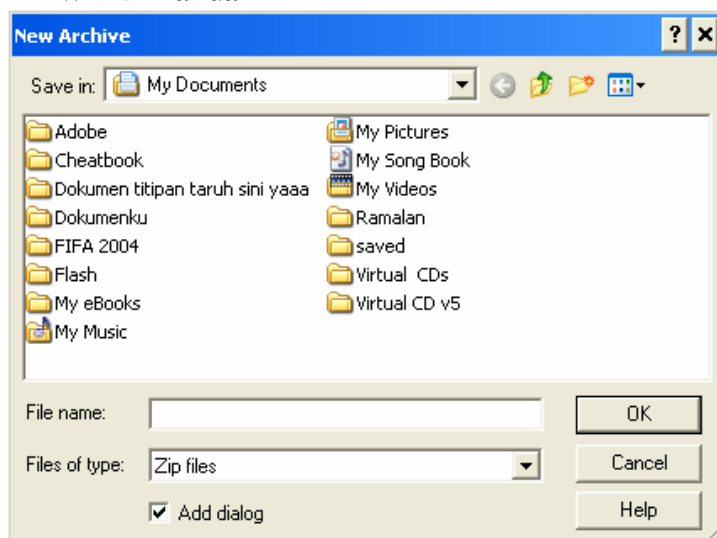 New Archive
Save in: My Documents
Adobe
Cheatbook
Dokumen titipan taruh sini yaaa
Dokumenku
FIFA 2004
Flash
My eBooks
My Music
My Pictures
My Song Book
My Videos
Ramalan
saved
Virtual CDs
Virtual CD v5
File name:
OK
Files of type: Zip files
Cancel
Add dialog
Help